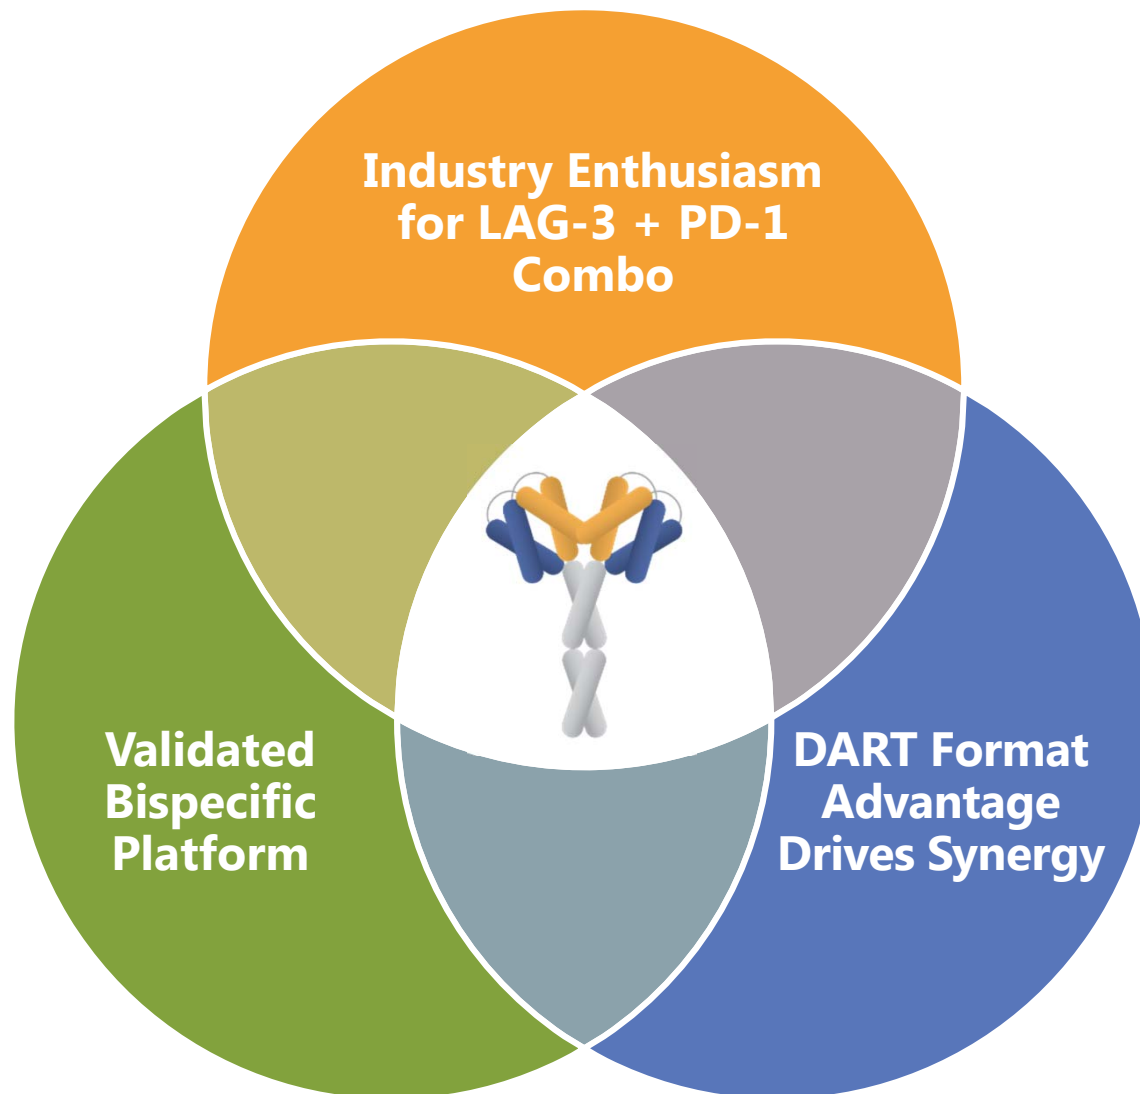 Industry Enthusiasm
for LAG-3 + PD-1
Combo
Validated
Bispecific
Platform
DART Format
Advantage
Drives Synergy